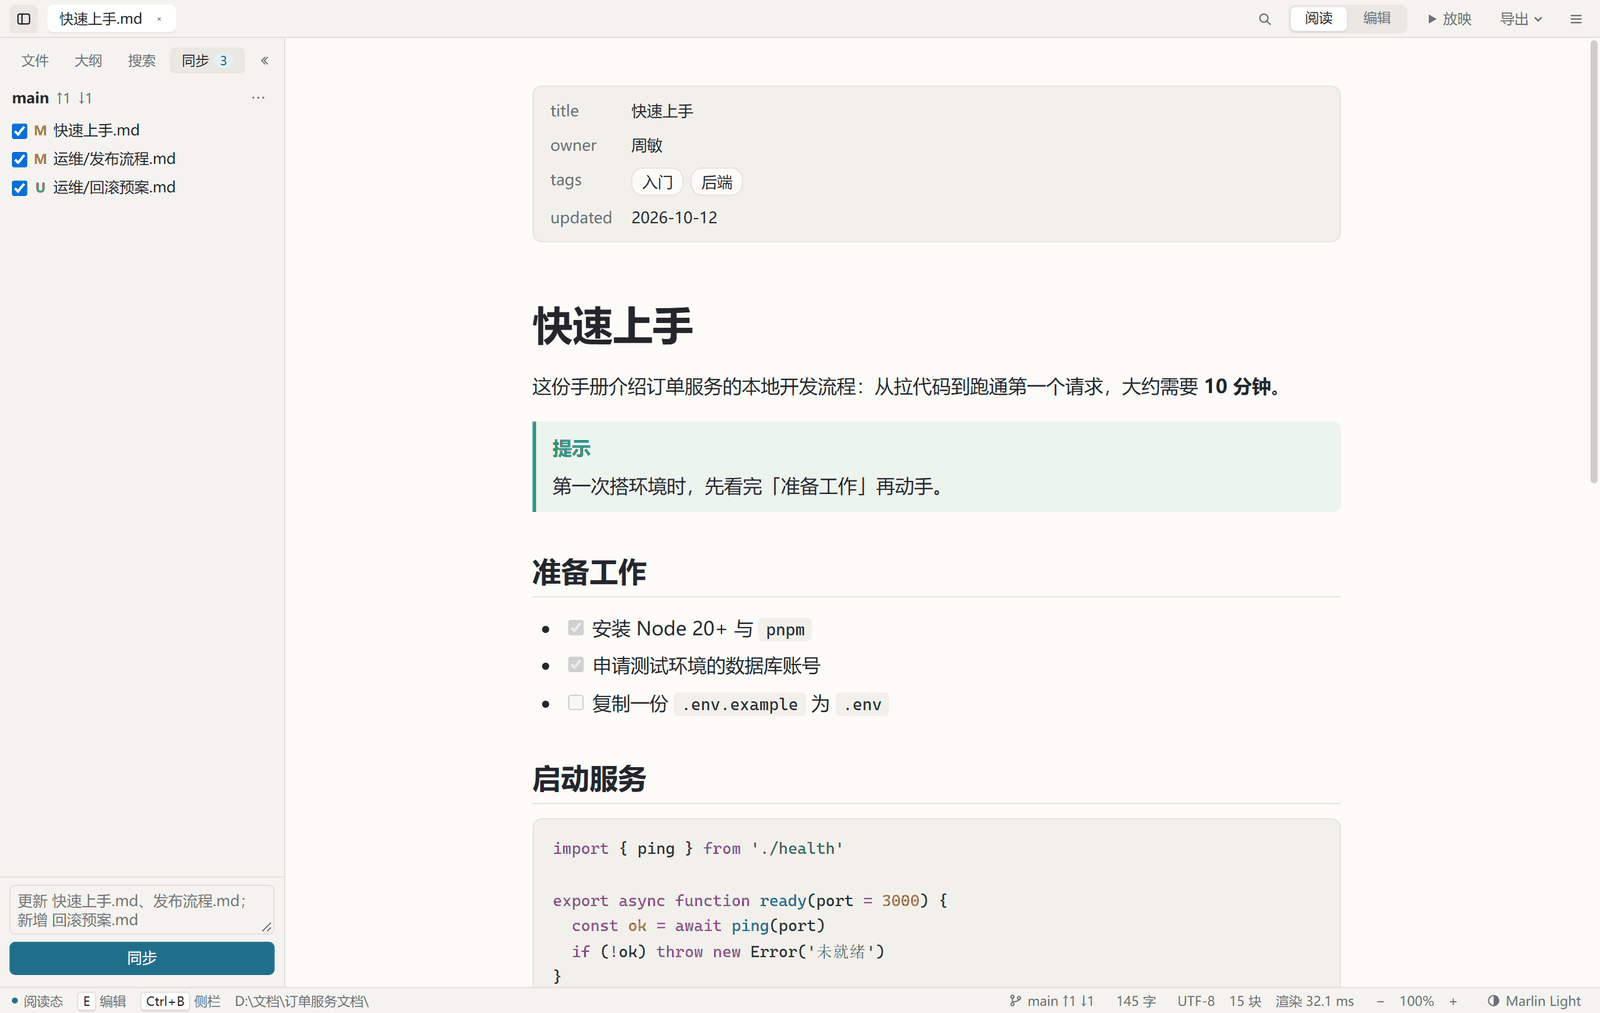 快速上手.md ×
阅读 编辑 放映 导出
文件 大纲 搜索 同步 3 «
main ↑1 ↓1 ···
M 快速上手.md
M 运维/发布流程.md
U 运维/回滚预案.md
更新 快速上手.md、发布流程.md；
新增 回滚预案.md
同步
title 快速上手
owner 周敏
tags 入门 后端
updated 2026-10-12
快速上手
这份手册介绍订单服务的本地开发流程：从拉代码到跑通第一个请求，大约需要 10 分钟。
提示
第一次搭环境时，先看完「准备工作」再动手。
准备工作
安装 Node 20+ 与 pnpm
申请测试环境的数据库账号
复制一份 .env.example 为 .env
启动服务
import { ping } from './health'
export async function ready(port = 3000) {
const ok = await ping(port)
if (!ok) throw new Error('未就绪')
}
阅读态 E 编辑 Ctrl+B 侧栏 D:\文档\订单服务文档\
main ↑1 ↓1 145 字 UTF-8 15 块 渲染 32.1 ms − 100% + Marlin Light